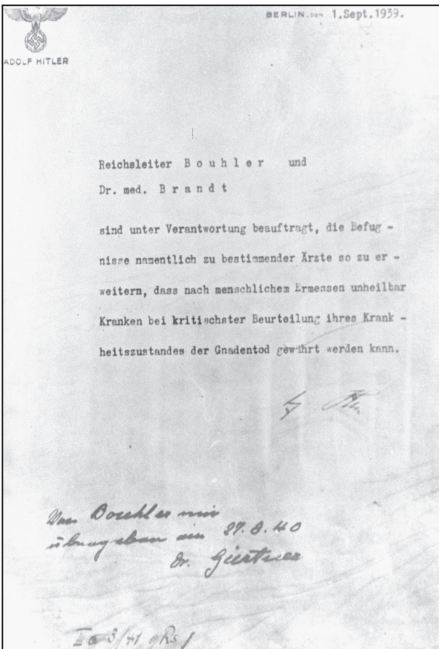 BERLIN, DEN 1.Sept.1939.
ADOLF HITLER
Reichsleiter B o u h l e r und
Dr. med. B r a n d t
sind unter Verantwortung beauftragt, die Befug -
nisse namentlich zu bestimmender Ärzte so zu er -
weitern, dass nach menschlichem Ermessen unheilbar
Kranken bei kritischster Beurteilung ihres Krank -
heitszustandes der Gnadentod gewährt werden kann.
Von Bouhler mir
übergeben am 27.8.40
Dr. Gürtner